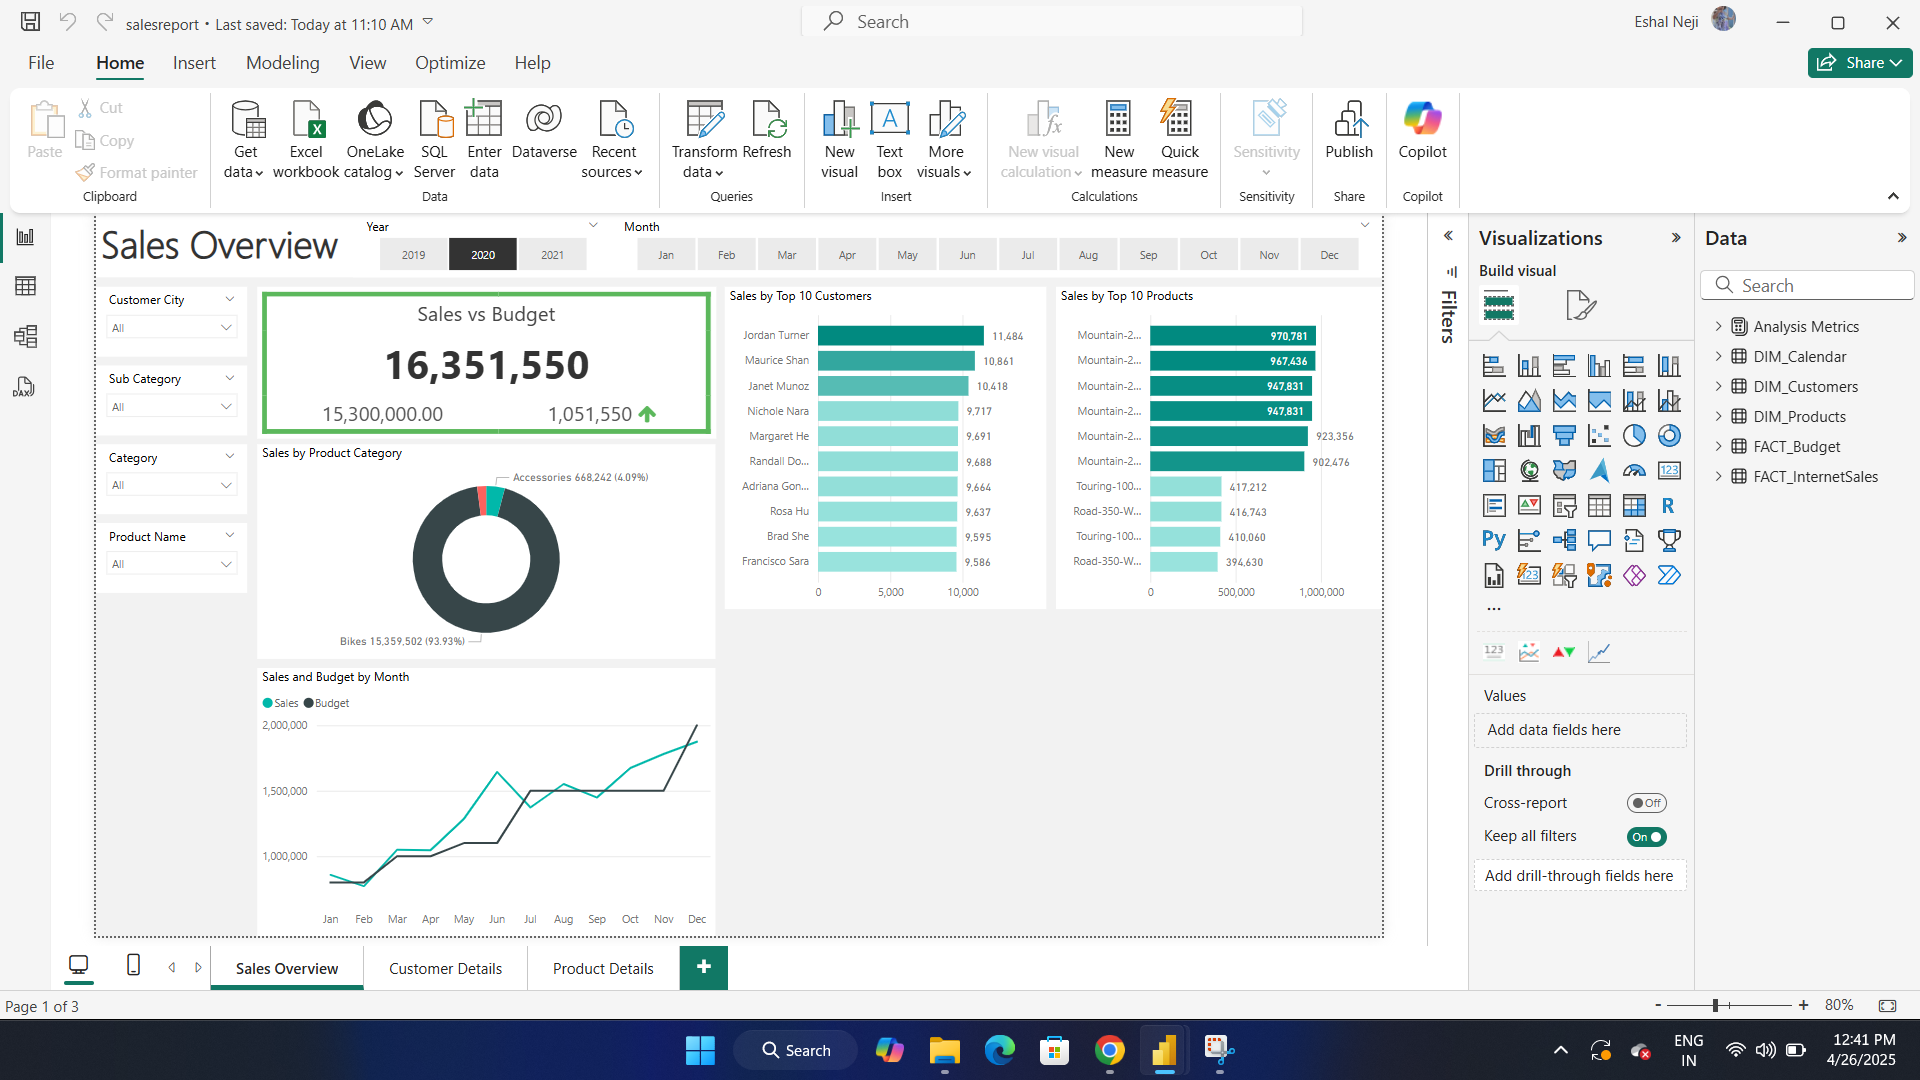 salesreport • Last saved: Today at 11:10 AM
Search
Eshal Neji
File
Home
Insert
Modeling
View
Optimize
Help
Share
Paste
Cut
Copy
Format painter
Clipboard
Get data
Excel workbook
OneLake catalog
SQL Server
Enter data
Dataverse
Recent sources
Data
Transform data
Refresh
Queries
New visual
A
Text box
More visuals
Insert
New visual calculation
New measure
Quick measure
Calculations
Sensitivity
Sensitivity
Publish
Share
Copilot
Copilot
Sales Overview
Year
2019
2020
2021
Month
Jan
Feb
Mar
Apr
May
Jun
Jul
Aug
Sep
Oct
Nov
Dec
Customer City
All
Sub Category
All
Category
All
Product Name
All
Sales vs Budget
16,351,550
15,300,000.00
1,051,550
Sales by Product Category
Accessories 668,242 (4.09%)
Bikes 15,359,502 (93.93%)
Sales and Budget by Month
Sales
Budget
2,000,000
1,500,000
1,000,000
Jan Feb Mar Apr May Jun Jul Aug Sep Oct Nov Dec
Sales by Top 10 Customers
Jordan Turner 11,484
Maurice Shan 10,861
Janet Munoz 10,418
Nichole Nara 9,717
Margaret He 9,691
Randall Do... 9,688
Adriana Gon... 9,664
Rosa Hu 9,637
Brad She 9,595
Francisco Sara 9,586
0 5,000 10,000
Sales by Top 10 Products
Mountain-2... 970,781
Mountain-2... 967,436
Mountain-2... 947,831
Mountain-2... 947,831
Mountain-2... 923,356
Mountain-2... 902,476
Touring-100... 417,212
Road-350-W... 416,743
Touring-100... 410,060
Road-350-W... 394,630
0 500,000 1,000,000
Filters
Visualizations
Build visual
123
R
Py
123
...
123
Values
Add data fields here
Drill through
Cross-report
Off
Keep all filters
On
Add drill-through fields here
Data
Search
Analysis Metrics
DIM_Calendar
DIM_Customers
DIM_Products
FACT_Budget
FACT_InternetSales
DAX
Sales Overview
Customer Details
Product Details
+
Page 1 of 3
- + 80%
Search
ENG
IN
12:41 PM
4/26/2025